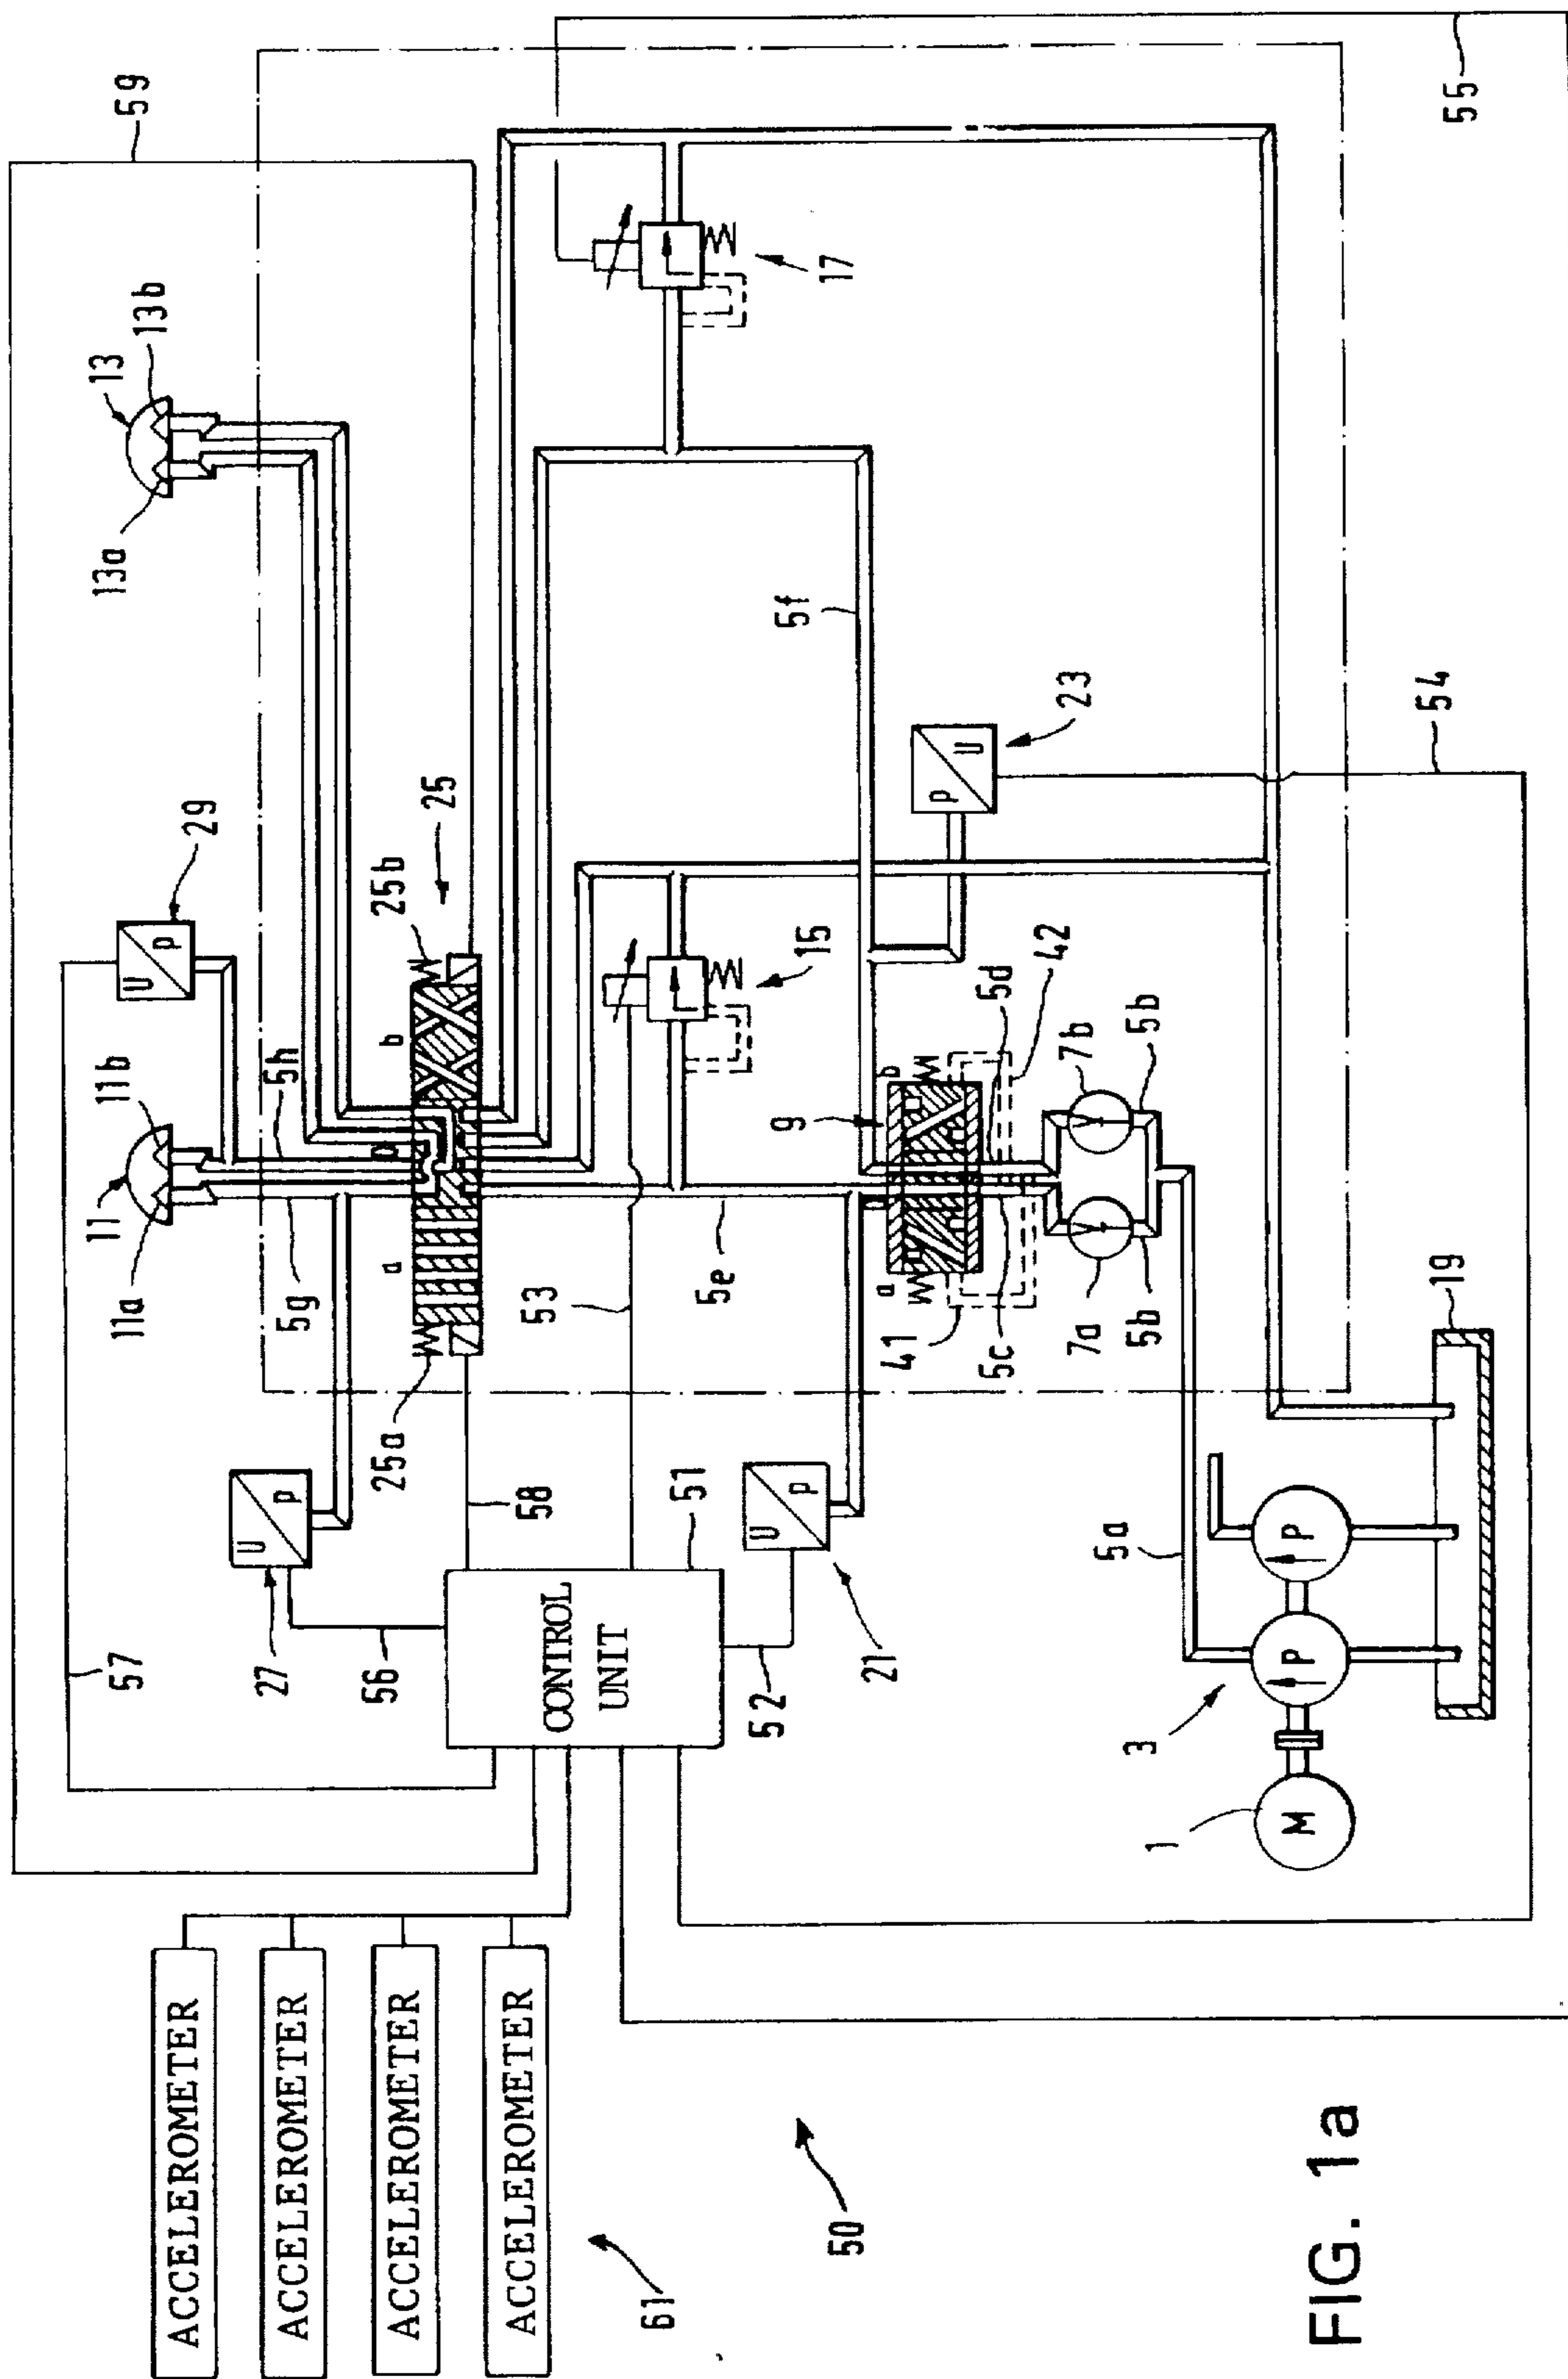 59
55
13
13b
13a
17
29
11
11b
11a
5h
5g
25
25b
b
0
a
25a
5f
23
U
p
U
p
15
53
5e
54
42
5d
9
b
0
a
7b
5b
7a
5b
41
5c
19
57
27
U
p
56
58
51
CONTROL
UNIT
52
21
U
p
5a
P
P
3
1
M
ACCELEROMETER
ACCELEROMETER
ACCELEROMETER
ACCELEROMETER
61
50
FIG. 1a